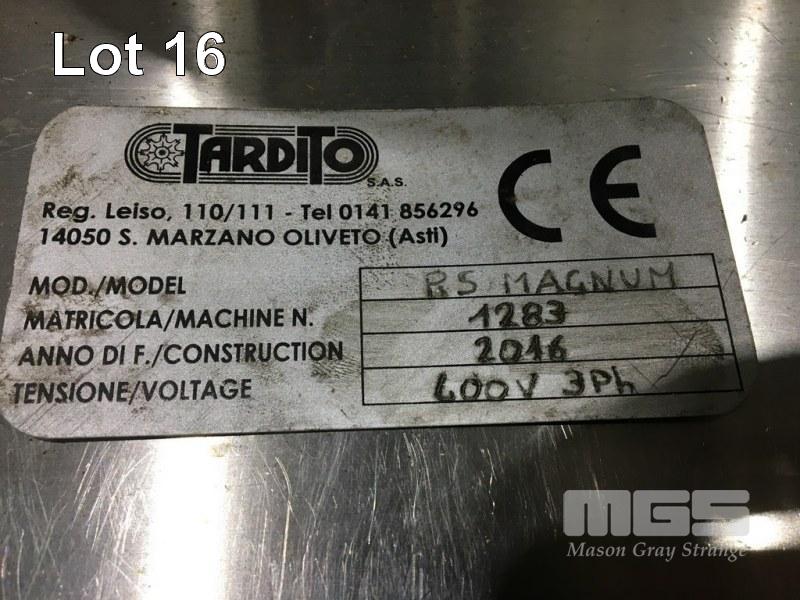 Lot 16
TARDITO
S.A.S.
CE
Reg. Leiso, 110/111 - Tel 0141 856296
14050 S. MARZANO OLIVETO (Asti)
MOD./MODEL RS MAGNUM
MATRICOLA/MACHINE N. 1283
ANNO DI F./CONSTRUCTION 2016
TENSIONE/VOLTAGE 400V 3Ph
MGS
Mason Gray Strange